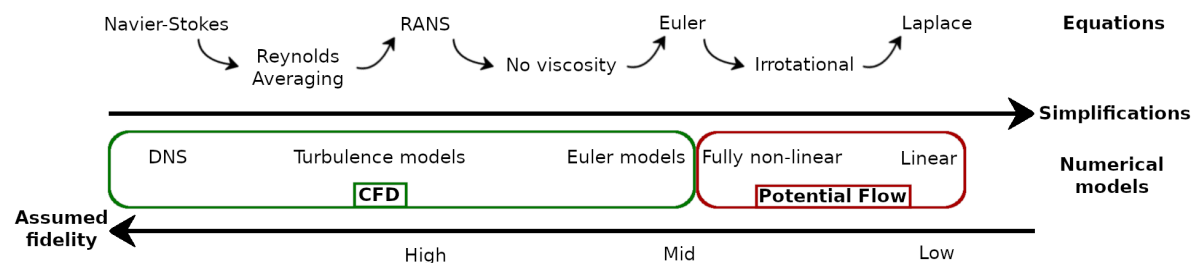 Navier-Stokes RANS Euler Laplace Equations
Reynolds
Averaging
No viscosity
Irrotational
Simplifications
DNS Turbulence models Euler models Fully non-linear Linear
Numerical
models
CFD Potential Flow
Assumed
fidelity
High Mid Low